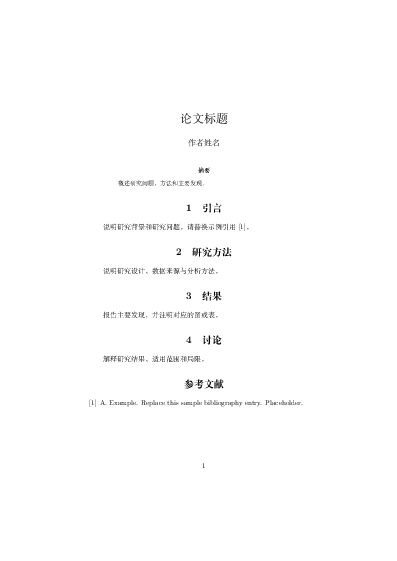 论文标题
作者姓名
摘要
概述研究问题、方法和主要发现。
1 引言
说明研究背景和研究问题，请替换示例引用 [1]。
2 研究方法
说明研究设计、数据来源与分析方法。
3 结果
报告主要发现，并注明对应的图或表。
4 讨论
解释研究结果、适用范围和局限。
参考文献
[1] A. Example. Replace this sample bibliography entry. Placeholder.
1